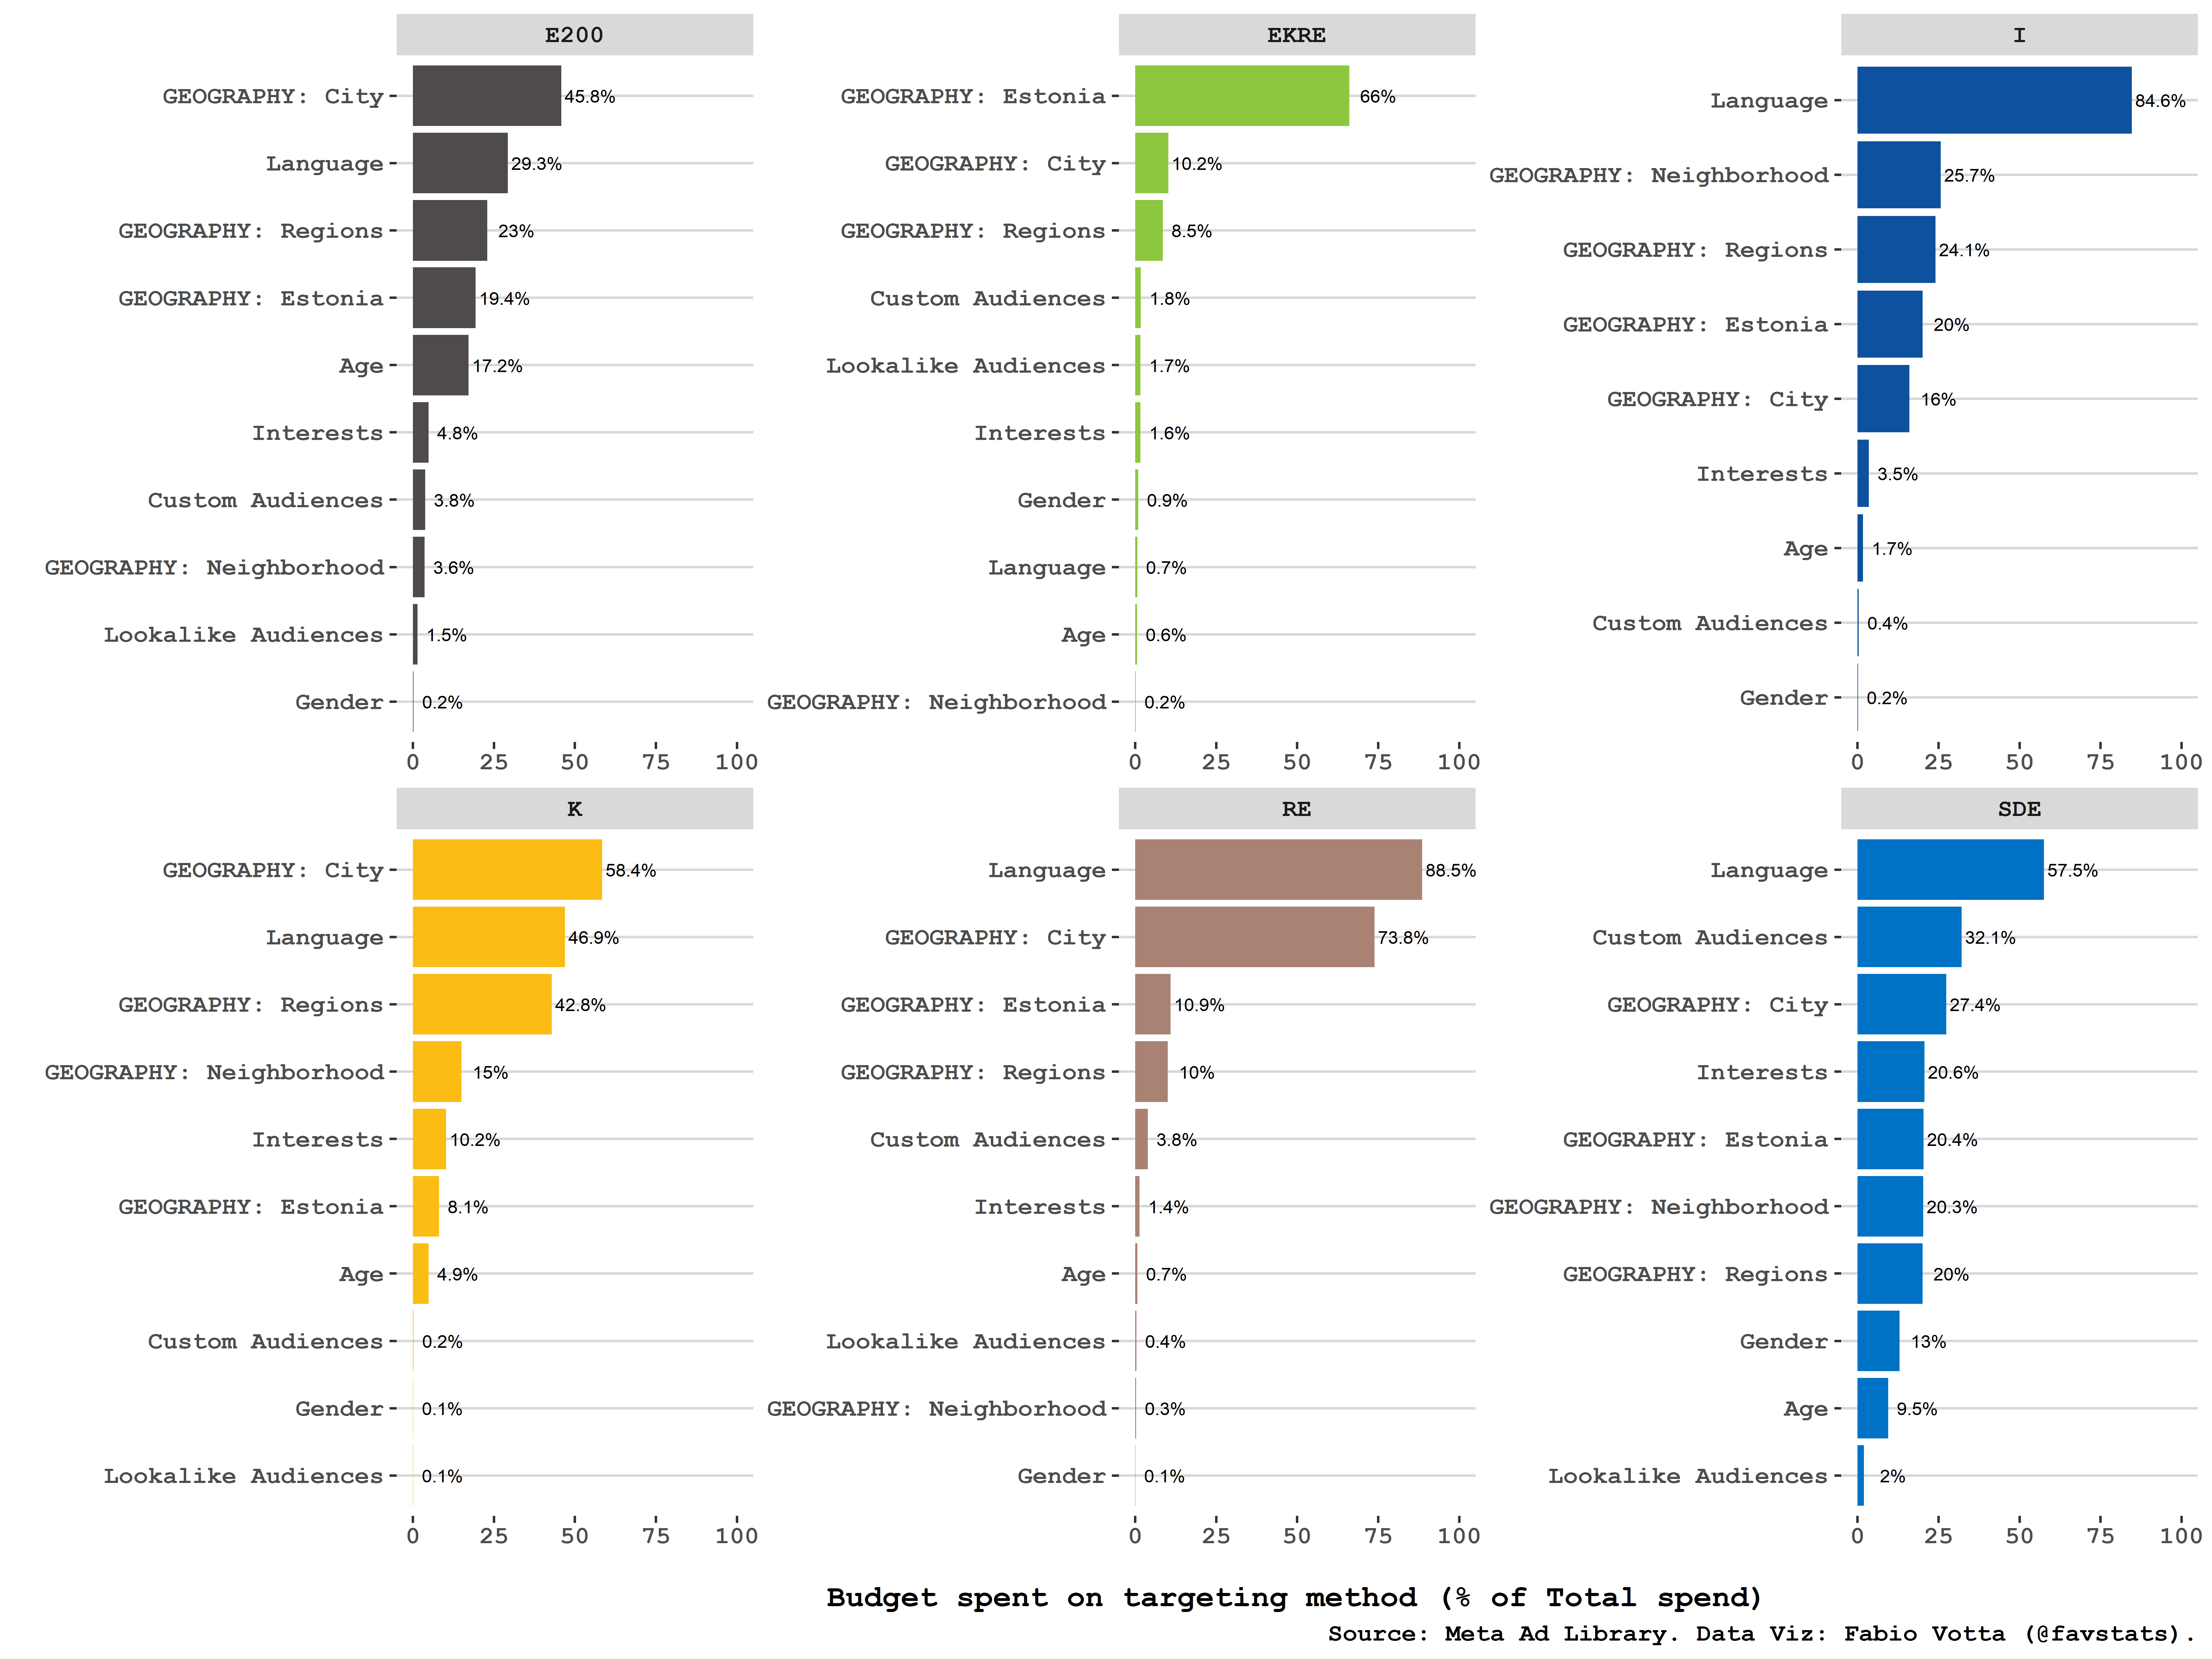 E200
GEOGRAPHY: City 45.8%
Language 29.3%
GEOGRAPHY: Regions 23%
GEOGRAPHY: Estonia 19.4%
Age 17.2%
Interests 4.8%
Custom Audiences 3.8%
GEOGRAPHY: Neighborhood 3.6%
Lookalike Audiences 1.5%
Gender 0.2%
0 25 50 75 100
EKRE
GEOGRAPHY: Estonia 66%
GEOGRAPHY: City 10.2%
GEOGRAPHY: Regions 8.5%
Custom Audiences 1.8%
Lookalike Audiences 1.7%
Interests 1.6%
Gender 0.9%
Language 0.7%
Age 0.6%
GEOGRAPHY: Neighborhood 0.2%
0 25 50 75 100
I
Language 84.6%
GEOGRAPHY: Neighborhood 25.7%
GEOGRAPHY: Regions 24.1%
GEOGRAPHY: Estonia 20%
GEOGRAPHY: City 16%
Interests 3.5%
Age 1.7%
Custom Audiences 0.4%
Gender 0.2%
0 25 50 75 100
K
GEOGRAPHY: City 58.4%
Language 46.9%
GEOGRAPHY: Regions 42.8%
GEOGRAPHY: Neighborhood 15%
Interests 10.2%
GEOGRAPHY: Estonia 8.1%
Age 4.9%
Custom Audiences 0.2%
Gender 0.1%
Lookalike Audiences 0.1%
0 25 50 75 100
RE
Language 88.5%
GEOGRAPHY: City 73.8%
GEOGRAPHY: Estonia 10.9%
GEOGRAPHY: Regions 10%
Custom Audiences 3.8%
Interests 1.4%
Age 0.7%
Lookalike Audiences 0.4%
GEOGRAPHY: Neighborhood 0.3%
Gender 0.1%
0 25 50 75 100
SDE
Language 57.5%
Custom Audiences 32.1%
GEOGRAPHY: City 27.4%
Interests 20.6%
GEOGRAPHY: Estonia 20.4%
GEOGRAPHY: Neighborhood 20.3%
GEOGRAPHY: Regions 20%
Gender 13%
Age 9.5%
Lookalike Audiences 2%
0 25 50 75 100
Budget spent on targeting method (% of Total spend)
Source: Meta Ad Library. Data Viz: Fabio Votta (@favstats).